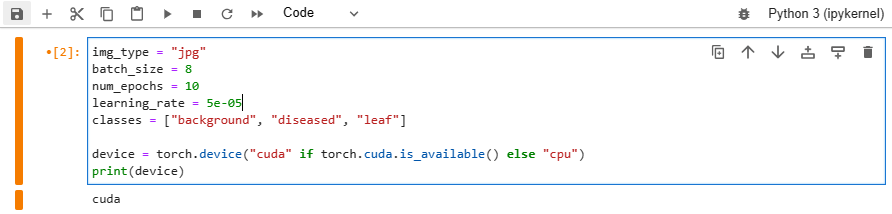 Code
Python 3 (ipykernel)
•[2]:
img_type = "jpg"
batch_size = 8
num_epochs = 10
learning_rate = 5e-05
classes = ["background", "diseased", "leaf"]
device = torch.device("cuda" if torch.cuda.is_available() else "cpu")
print(device)
cuda